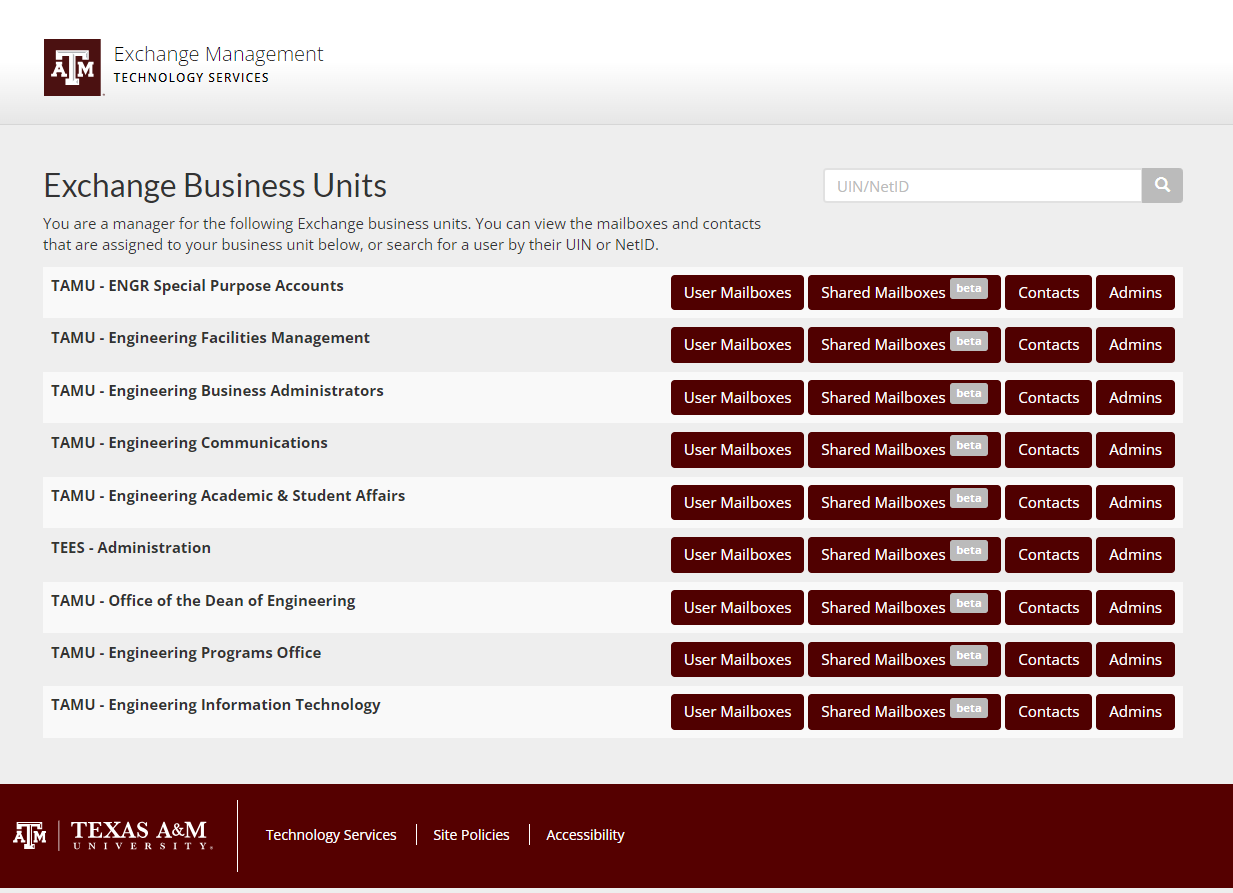 ATM Exchange Management
TECHNOLOGY SERVICES
Exchange Business Units
UIN/NetID
You are a manager for the following Exchange business units. You can view the mailboxes and contacts
that are assigned to your business unit below, or search for a user by their UIN or NetID.
TAMU - ENGR Special Purpose Accounts User Mailboxes Shared Mailboxes beta Contacts Admins
TAMU - Engineering Facilities Management User Mailboxes Shared Mailboxes beta Contacts Admins
TAMU - Engineering Business Administrators User Mailboxes Shared Mailboxes beta Contacts Admins
TAMU - Engineering Communications User Mailboxes Shared Mailboxes beta Contacts Admins
TAMU - Engineering Academic & Student Affairs User Mailboxes Shared Mailboxes beta Contacts Admins
TEES - Administration User Mailboxes Shared Mailboxes beta Contacts Admins
TAMU - Office of the Dean of Engineering User Mailboxes Shared Mailboxes beta Contacts Admins
TAMU - Engineering Programs Office User Mailboxes Shared Mailboxes beta Contacts Admins
TAMU - Engineering Information Technology User Mailboxes Shared Mailboxes beta Contacts Admins
ATM TEXAS A&M
UNIVERSITY
Technology Services Site Policies Accessibility